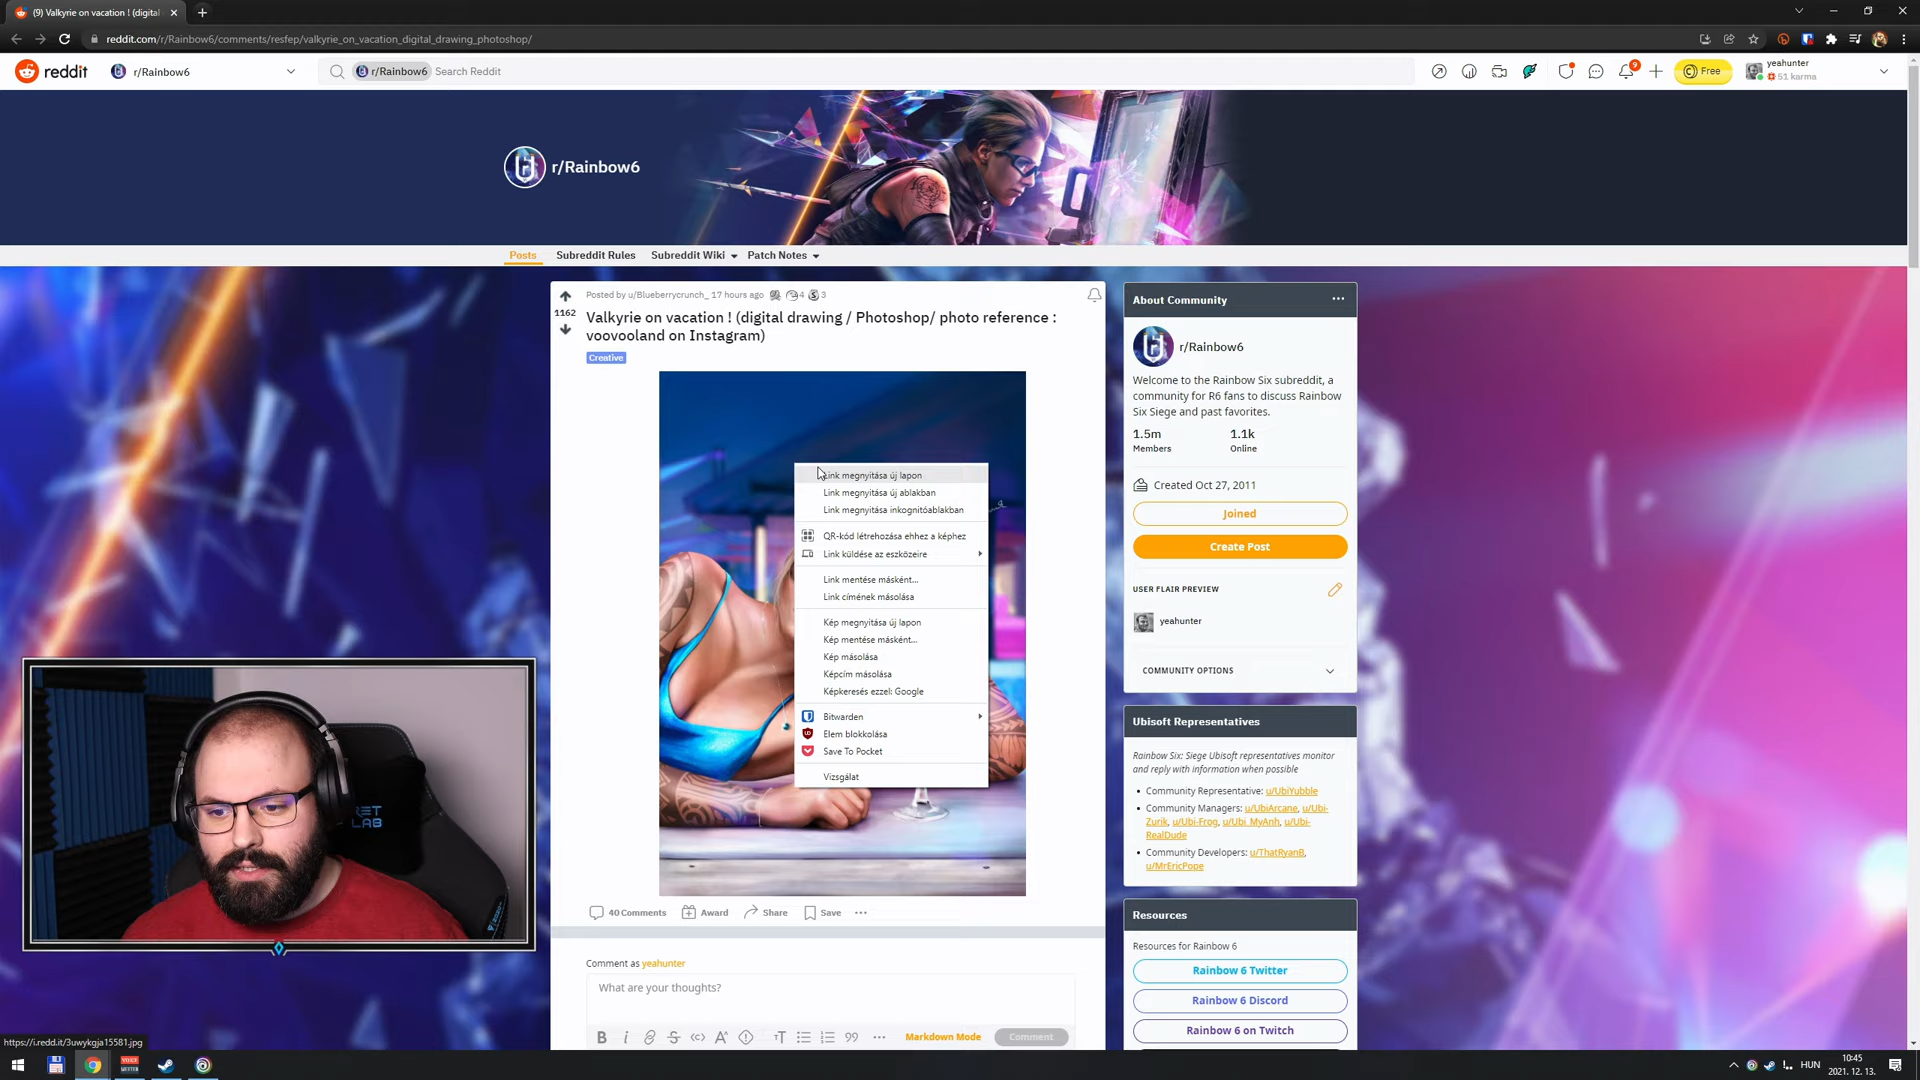 (9) Valkyrie on vacation ! (digital
reddit.com/r/Rainbow6/comments/resfep/valkyrie_on_vacation_digital_drawing_photoshop/
reddit
r/Rainbow6
r/Rainbow6
Search Reddit
9
Free
yeahunter
51 karma
r/Rainbow6
Posts
Subreddit Rules
Subreddit Wiki
Patch Notes
Posted by u/Blueberrycrunch_ 17 hours ago
4
3
1162
Valkyrie on vacation ! (digital drawing / Photoshop/ photo reference :
voovooland on Instagram)
Creative
Link megnyitása új lapon
Link megnyitása új ablakban
Link megnyitása inkognitóablakban
QR-kód létrehozása ehhez a képhez
Link küldése az eszközeire
Link mentése másként...
Link címének másolása
Kép megnyitása új lapon
Kép mentése másként...
Kép másolása
Képcím másolása
Képkeresés ezzel: Google
Bitwarden
Elem blokkolása
Save To Pocket
Vizsgálat
40 Comments
Award
Share
Save
Comment as yeahunter
What are your thoughts?
Markdown Mode
Comment
About Community
r/Rainbow6
Welcome to the Rainbow Six subreddit, a
community for R6 fans to discuss Rainbow
Six Siege and past favorites.
1.5m
Members
1.1k
Online
Created Oct 27, 2011
Joined
Create Post
USER FLAIR PREVIEW
yeahunter
COMMUNITY OPTIONS
Ubisoft Representatives
Rainbow Six: Siege Ubisoft representatives monitor
and reply with information when possible
Community Representative: u/UbiYubble
Community Managers: u/UbiArcane, u/Ubi-
Zurik, u/Ubi-Frog, u/Ubi_MyAnh, u/Ubi-
RealDude
Community Developers: u/ThatRyanB,
u/MrEricPope
Resources
Resources for Rainbow 6
Rainbow 6 Twitter
Rainbow 6 Discord
Rainbow 6 on Twitch
https://i.redd.it/3uwykgja15581.jpg
HUN
10:45
2021. 12. 13.